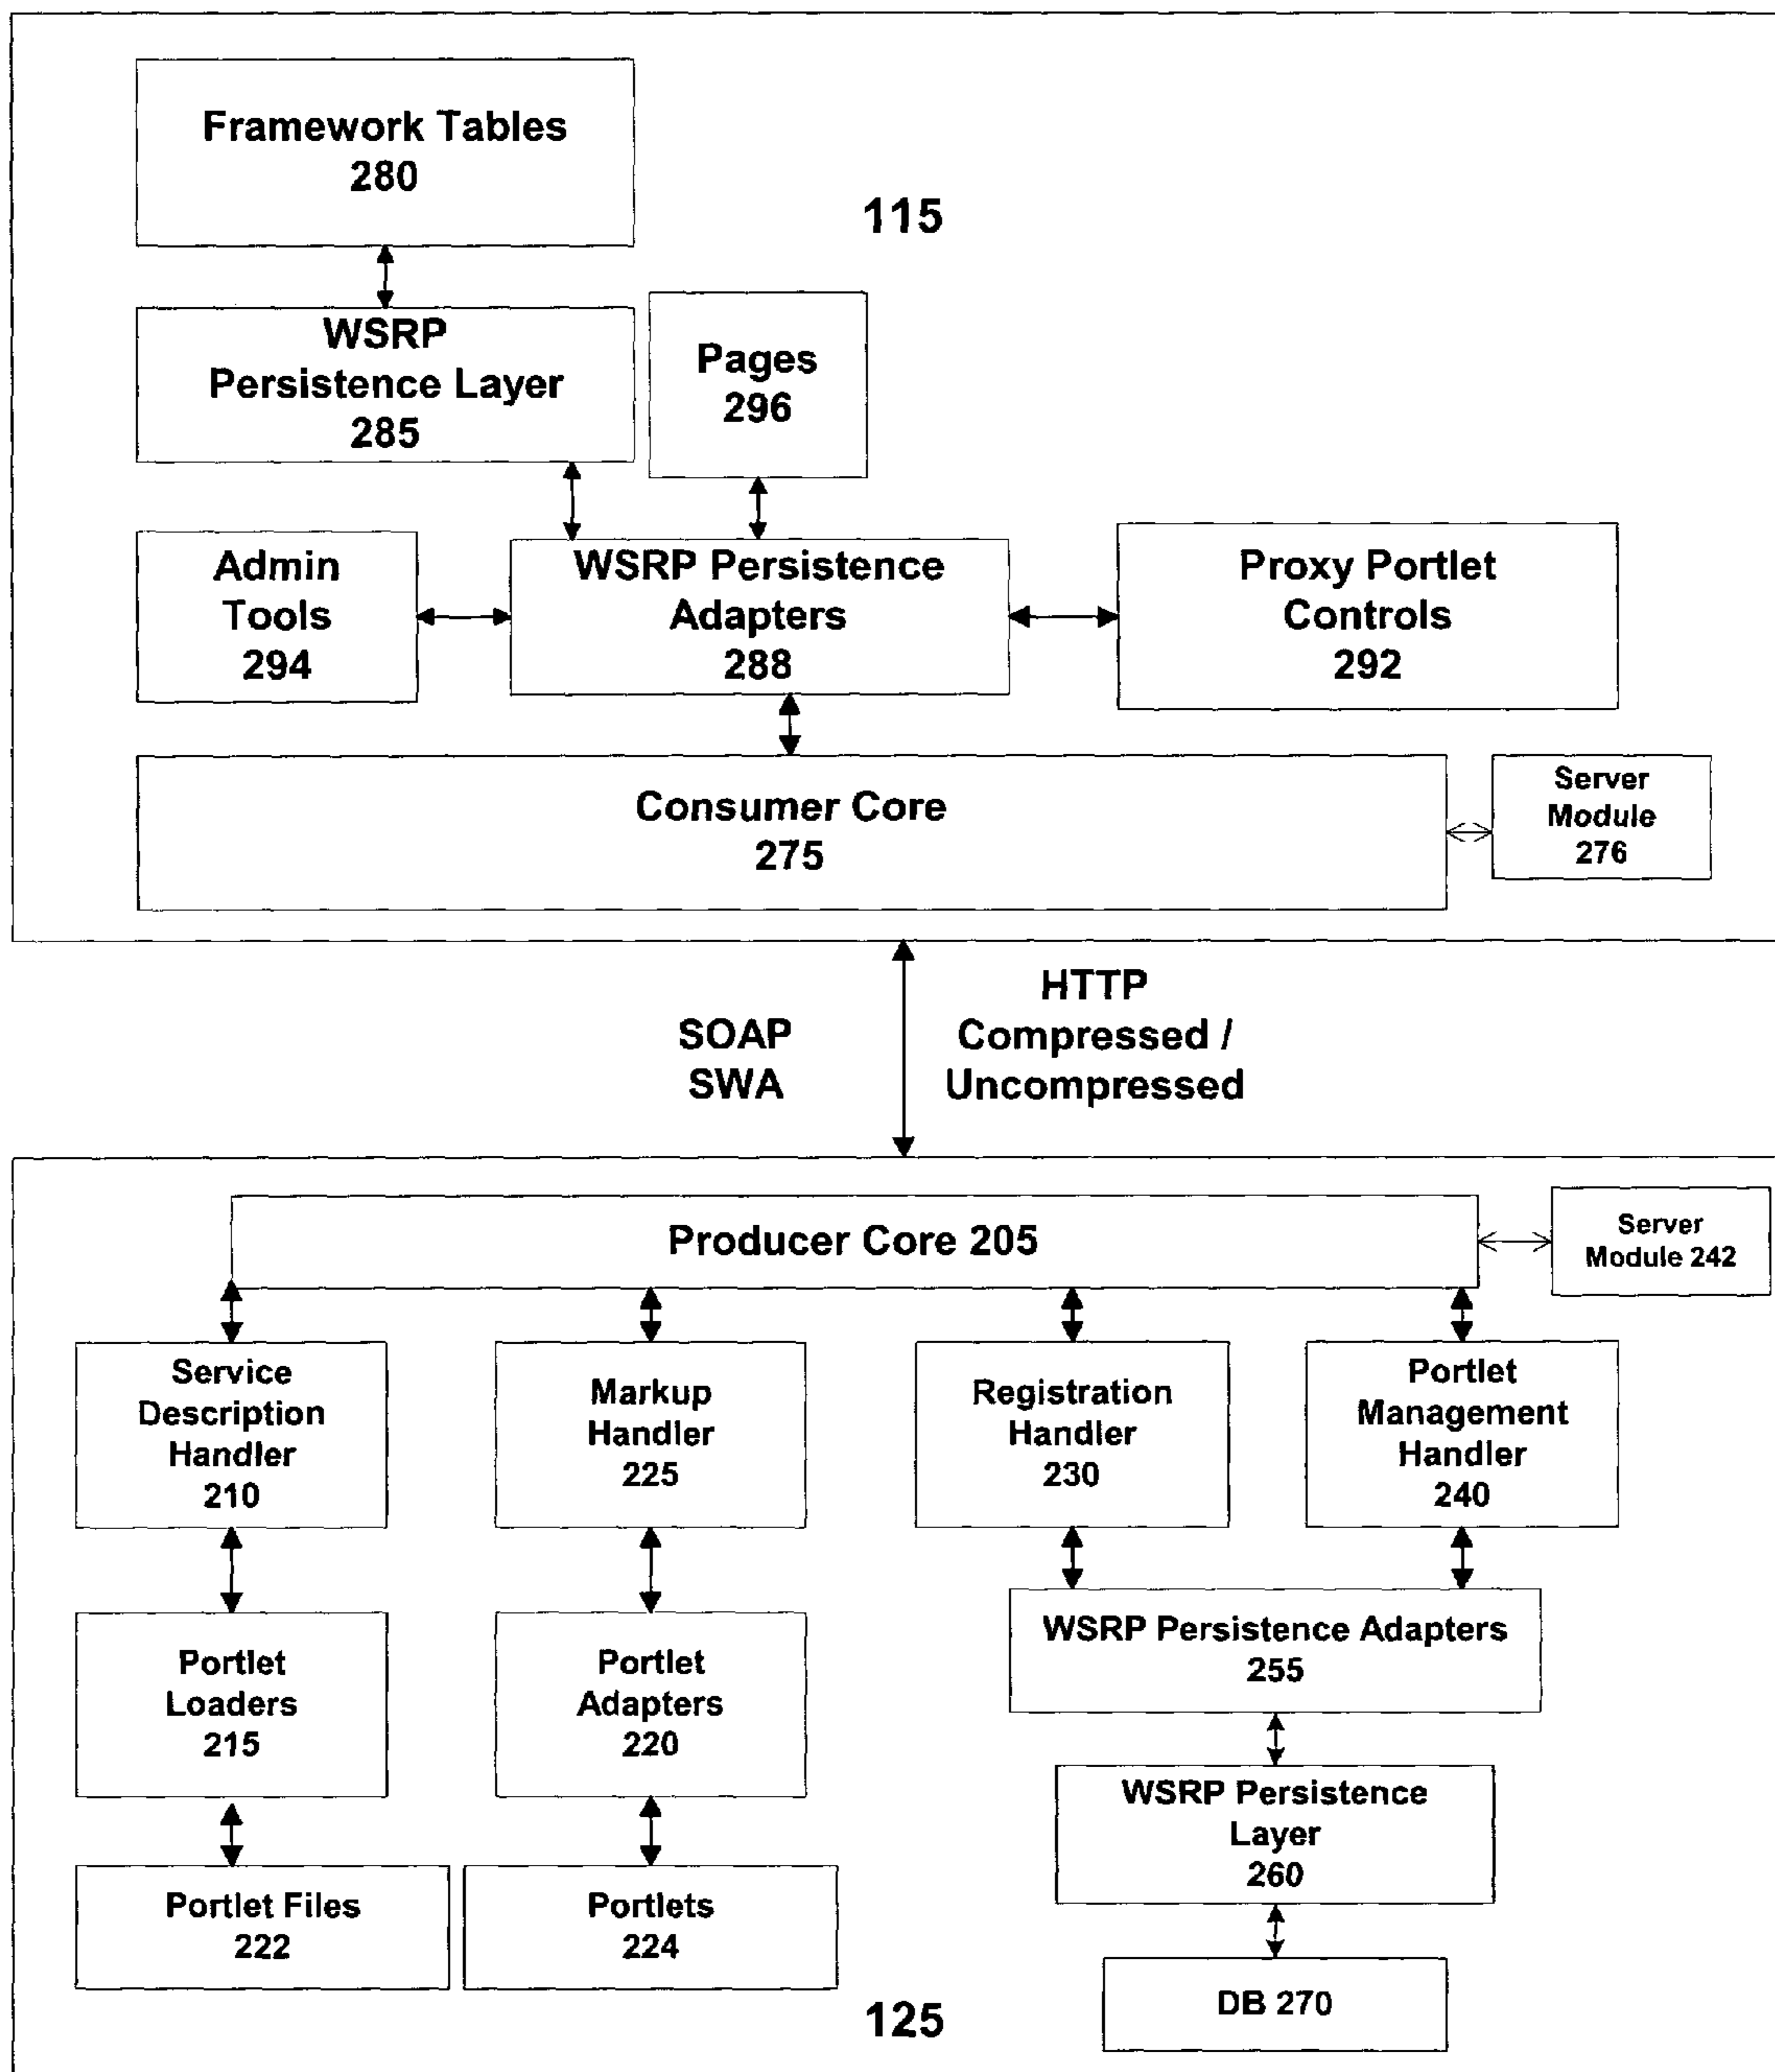 Framework Tables
280
115
WSRP
Persistence Layer
285
Pages
296
Admin
Tools
294
WSRP Persistence
Adapters
288
Proxy Portlet
Controls
292
Consumer Core
275
Server
Module
276
SOAP
SWA
HTTP
Compressed /
Uncompressed
Producer Core 205
Server
Module 242
Service
Description
Handler
210
Markup
Handler
225
Registration
Handler
230
Portlet
Management
Handler
240
Portlet
Loaders
215
Portlet
Adapters
220
WSRP Persistence Adapters
255
WSRP Persistence
Layer
260
Portlet Files
222
Portlets
224
DB 270
125